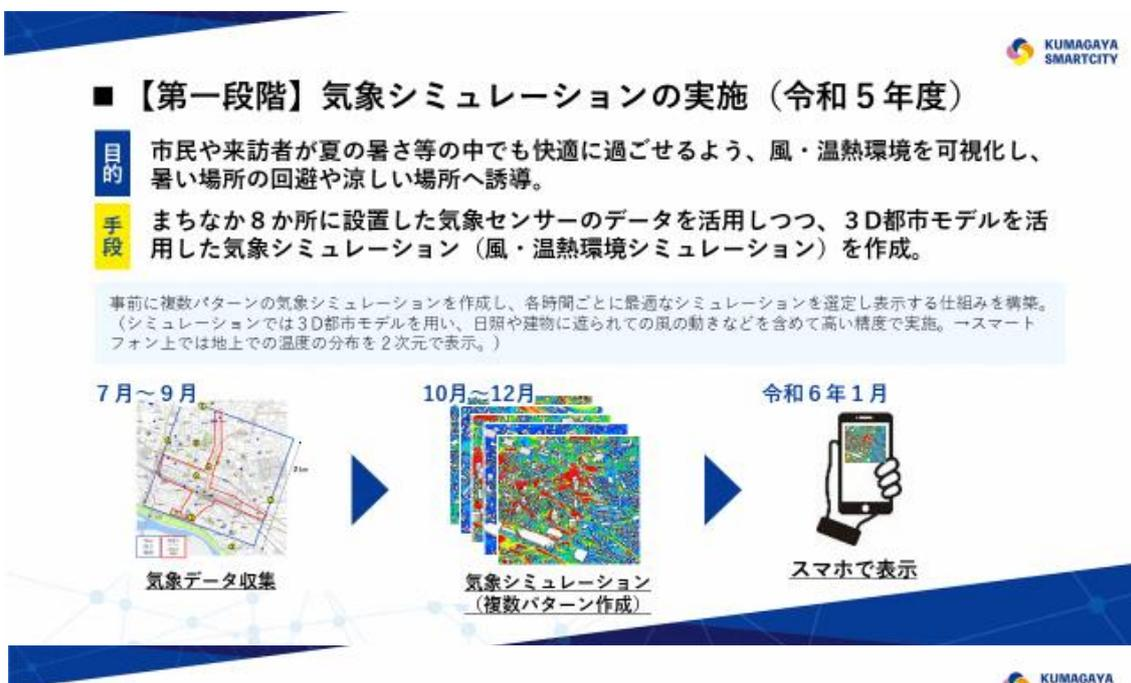 KUMAGAYA
SMARTCITY
■ 【第一段階】気象シミュレーションの実施（令和５年度）
目的
市民や来訪者が夏の暑さ等の中でも快適に過ごせるよう、風・温熱環境を可視化し、
暑い場所の回避や涼しい場所へ誘導。
手段
まちなか８か所に設置した気象センサーのデータを活用しつつ、３D都市モデルを活
用した気象シミュレーション（風・温熱環境シミュレーション）を作成。
事前に複数パターンの気象シミュレーションを作成し、各時間ごとに最適なシミュレーションを選定し表示する仕組みを構築。
（シミュレーションでは３D都市モデルを用い、日照や建物に遮られての風の動きなどを含めて高い精度で実施。→スマート
フォン上では地上での温度の分布を２次元で表示。）
７月～９月
10月～12月
令和６年１月
気象データ収集
気象シミュレーション
（複数パターン作成）
スマホで表示
KUMAGAYA